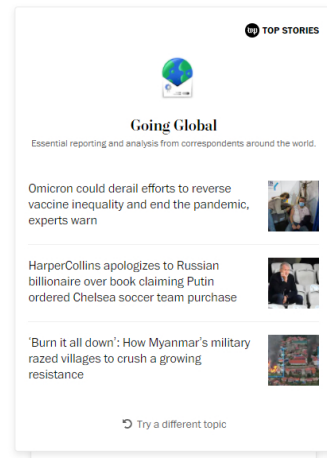 wp TOP STORIES
Going Global
Essential reporting and analysis from correspondents around the world.
Omicron could derail efforts to reverse
vaccine inequality and end the pandemic,
experts warn
HarperCollins apologizes to Russian
billionaire over book claiming Putin
ordered Chelsea soccer team purchase
'Burn it all down': How Myanmar's military
razed villages to crush a growing
resistance
Try a different topic